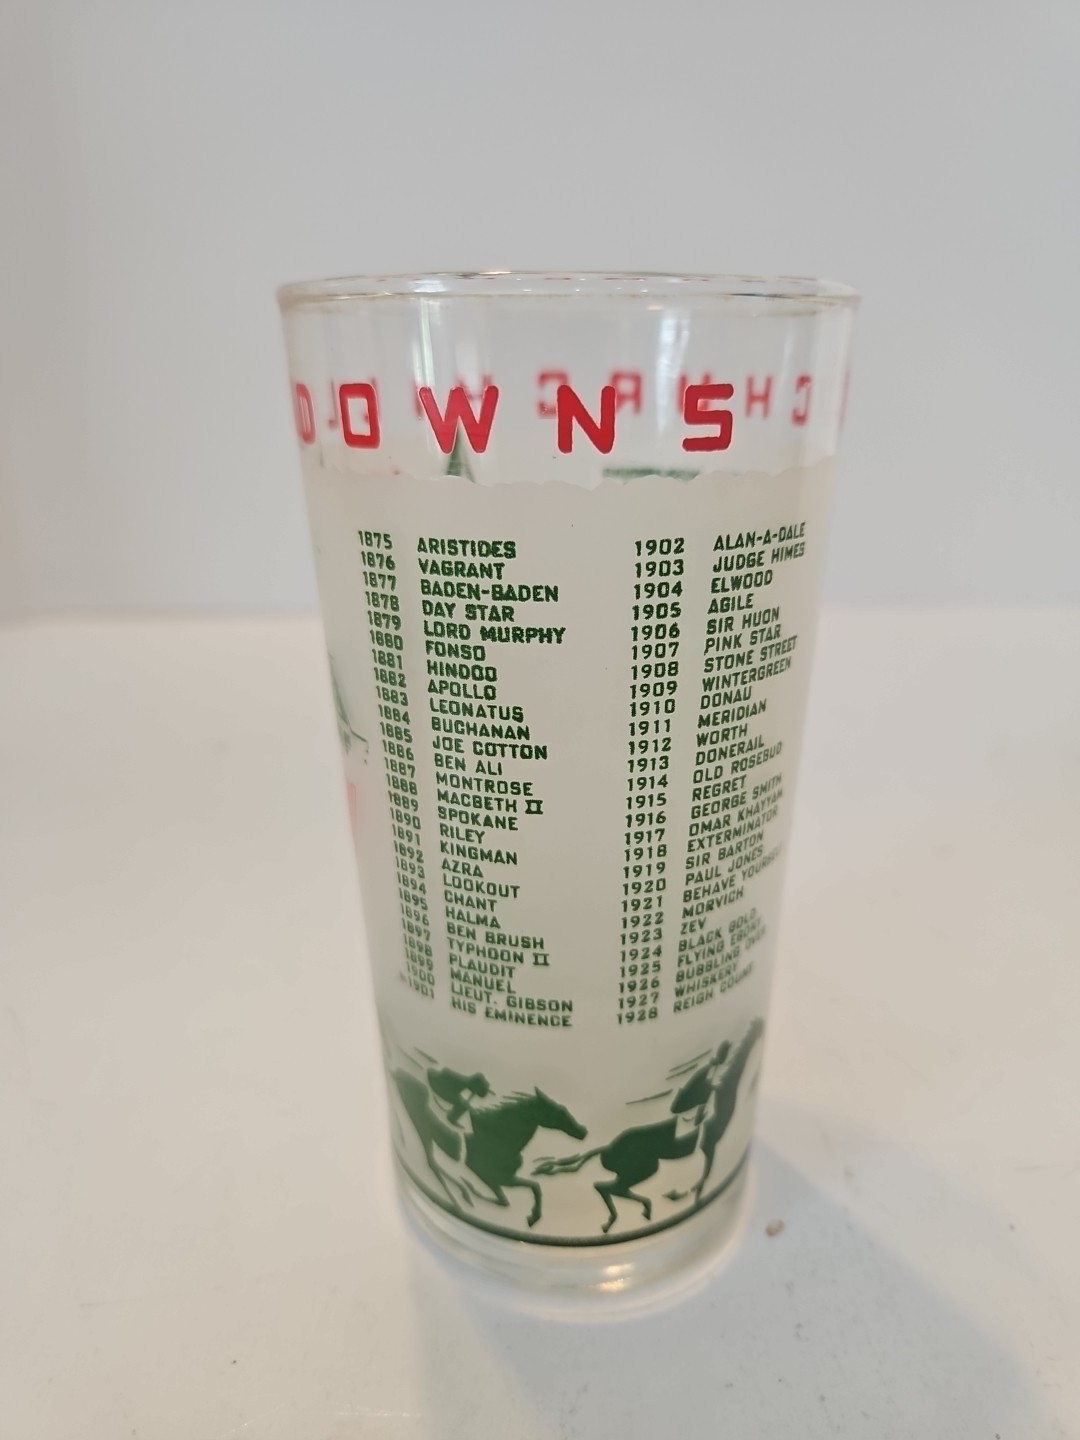 DOWNS
1875 ARISTIDES
1876 VAGRANT
1877 BADEN-BADEN
1878 DAY STAR
1879 LORD MURPHY
1880 FONSO
1881 HINDOO
1882 APOLLO
1883 LEONATUS
1884 BUCHANAN
1885 JOE COTTON
1886 BEN ALI
1887 MONTROSE
1888 MACBETH II
1889 SPOKANE
1890 RILEY
1891 KINGMAN
1892 AZRA
1893 LOOKOUT
1894 CHANT
1895 HALMA
1896 BEN BRUSH
1897 TYPHOON II
1898 PLAUDIT
1899 MANUEL
1900 LIEUT. GIBSON
1901 HIS EMINENCE
1902 ALAN-A-DALE
1903 JUDGE HIMES
1904 ELWOOD
1905 AGILE
1906 SIR HUON
1907 PINK STAR
1908 STONE STREET
1909 WINTERGREEN
1910 DONAU
1911 MERIDIAN
1912 WORTH
1913 DONERAIL
1914 OLD ROSEBUD
1915 REGRET
1916 GEORGE SMITH
1917 OMAR KHAYYAM
1918 EXTERMINATOR
1919 SIR BARTON
1920 PAUL JONES
1921 BEHAVE YOURSELF
1922 MORVICH
1923 ZEV
1924 BLACK GOLD
1925 FLYING EBONY
1926 BUBBLING OVER
1927 WHISKERY
1928 REIGH COUNT